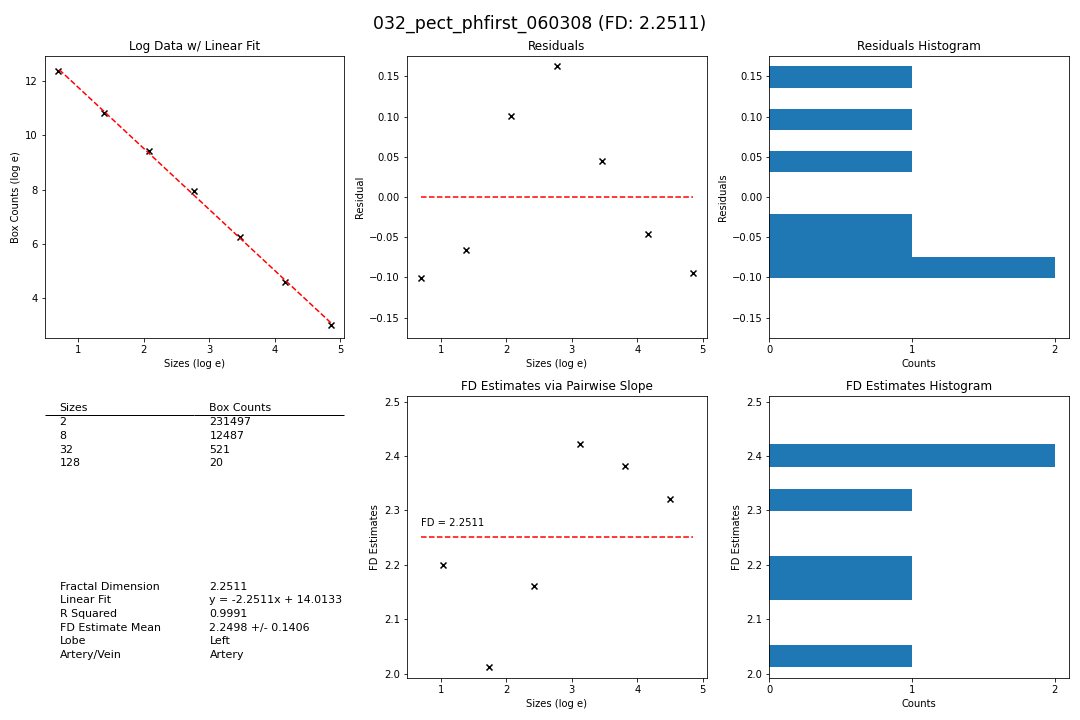 032_pect_phfirst_060308 (FD: 2.2511)
Log Data w/ Linear Fit
12
10
8
6
4
Box Counts (log e)
1 2 3 4 5
Sizes (log e)
Residuals
0.15
0.10
0.05
0.00
−0.05
−0.10
−0.15
Residual
1 2 3 4 5
Sizes (log e)
Residuals Histogram
0.15
0.10
0.05
0.00
−0.05
−0.10
−0.15
Residuals
0 1 2
Counts
Sizes Box Counts
2 231497
8 12487
32 521
128 20
Fractal Dimension 2.2511
Linear Fit y = -2.2511x + 14.0133
R Squared 0.9991
FD Estimate Mean 2.2498 +/- 0.1406
Lobe Left
Artery/Vein Artery
FD Estimates via Pairwise Slope
2.5
2.4
2.3
2.2
2.1
2.0
FD Estimates
FD = 2.2511
1 2 3 4 5
Sizes (log e)
FD Estimates Histogram
2.5
2.4
2.3
2.2
2.1
2.0
FD Estimates
0 1 2
Counts